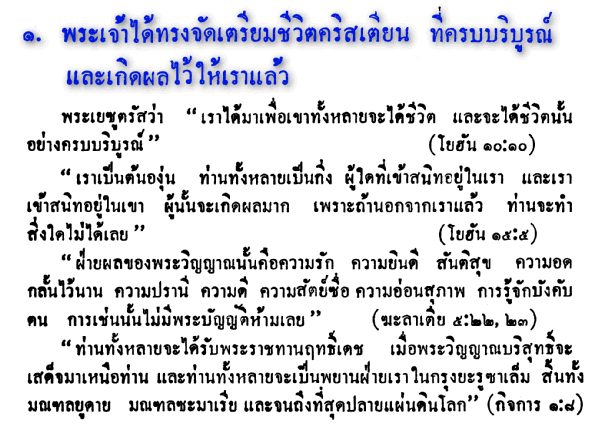 ๑. พระเจ้าได้ทรงจัดเตรียมชีวิตคริสเตียน ที่ครบบริบูรณ์
และเกิดผลไว้ให้เราแล้ว
พระเยซูตรัสว่า “เราได้มาเพื่อเขาทั้งหลายจะได้ชีวิต และจะได้ชีวิตนั้น
อย่างครบบริบูรณ์” (โยฮัน ๑๐:๑๐)
“เราเป็นต้นองุ่น ท่านทั้งหลายเป็นกิ่ง ผู้ใดที่เข้าสนิทอยู่ในเรา และเรา
เข้าสนิทอยู่ในเขา ผู้นั้นจะเกิดผลมาก เพราะถ้านอกจากเราแล้ว ท่านจะทำ
สิ่งใดไม่ได้เลย” (โยฮัน ๑๕:๕)
“ฝ่ายผลของพระวิญญาณนั้นคือความรัก ความยินดี สันติสุข ความอด
กลั้นไว้นาน ความปรานี ความดี ความสัตย์ซื่อ ความอ่อนสุภาพ การรู้จักบังคับ
ตน การเช่นนั้นไม่มีพระบัญญัติห้ามเลย” (ฆะลาเตีย ๕:๒๒, ๒๓)
“ท่านทั้งหลายจะได้รับพระราชทานฤทธิ์เดช เมื่อพระวิญญาณบริสุทธิ์จะ
เสด็จมาเหนือท่าน และท่านทั้งหลายจะเป็นพยานฝ่ายเราในกรุงยะรูซาเล็ม สิ้นทั้ง
มณฑลยูดาย มณฑลซะมาเรีย และจนถึงที่สุดปลายแผ่นดินโลก” (กิจการ ๑:๘)